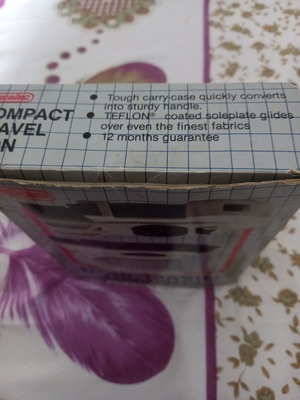 OMPACT
AVEL
ON
• Tough carry-case quickly converts
into sturdy handle.
• TEFLON® coated soleplate glides
over even the finest fabrics
• 12 months guarantee